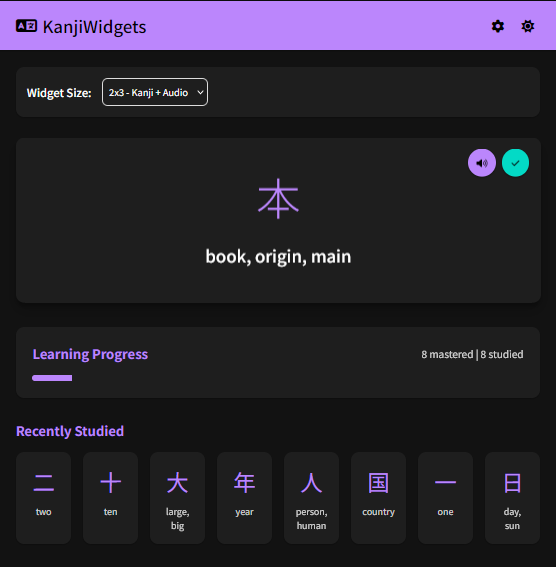 KanjiWidgets
Widget Size: 2x3 - Kanji + Audio
本
book, origin, main
Learning Progress 8 mastered | 8 studied
Recently Studied
二 十 大 年 人 国 一 日
two ten large, big year person, human country one day, sun